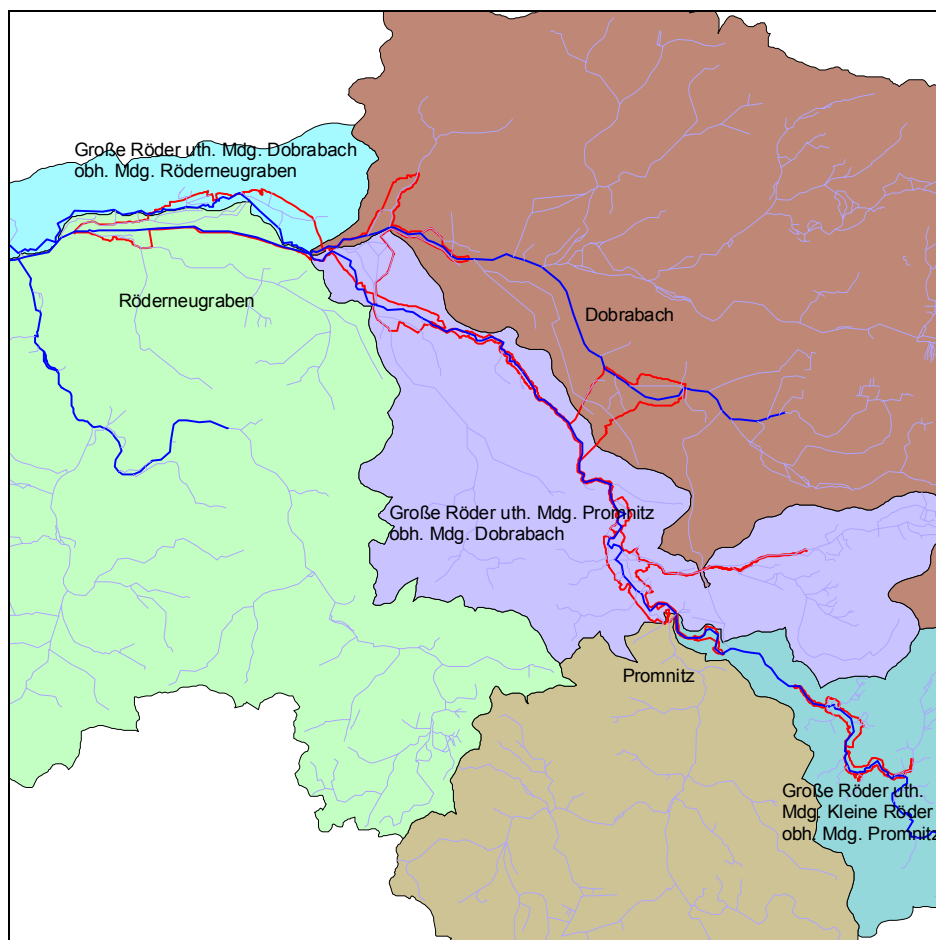 Große Röder uth. Mdg. Dobrabach
obh. Mdg. Röderneugraben
Röderneugraben
Dobrabach
Große Röder uth. Mdg. Promnitz
obh. Mdg. Dobrabach
Promnitz
Große Röder uth.
Mdg. Kleine Röder
obh. Mdg. Promnitz